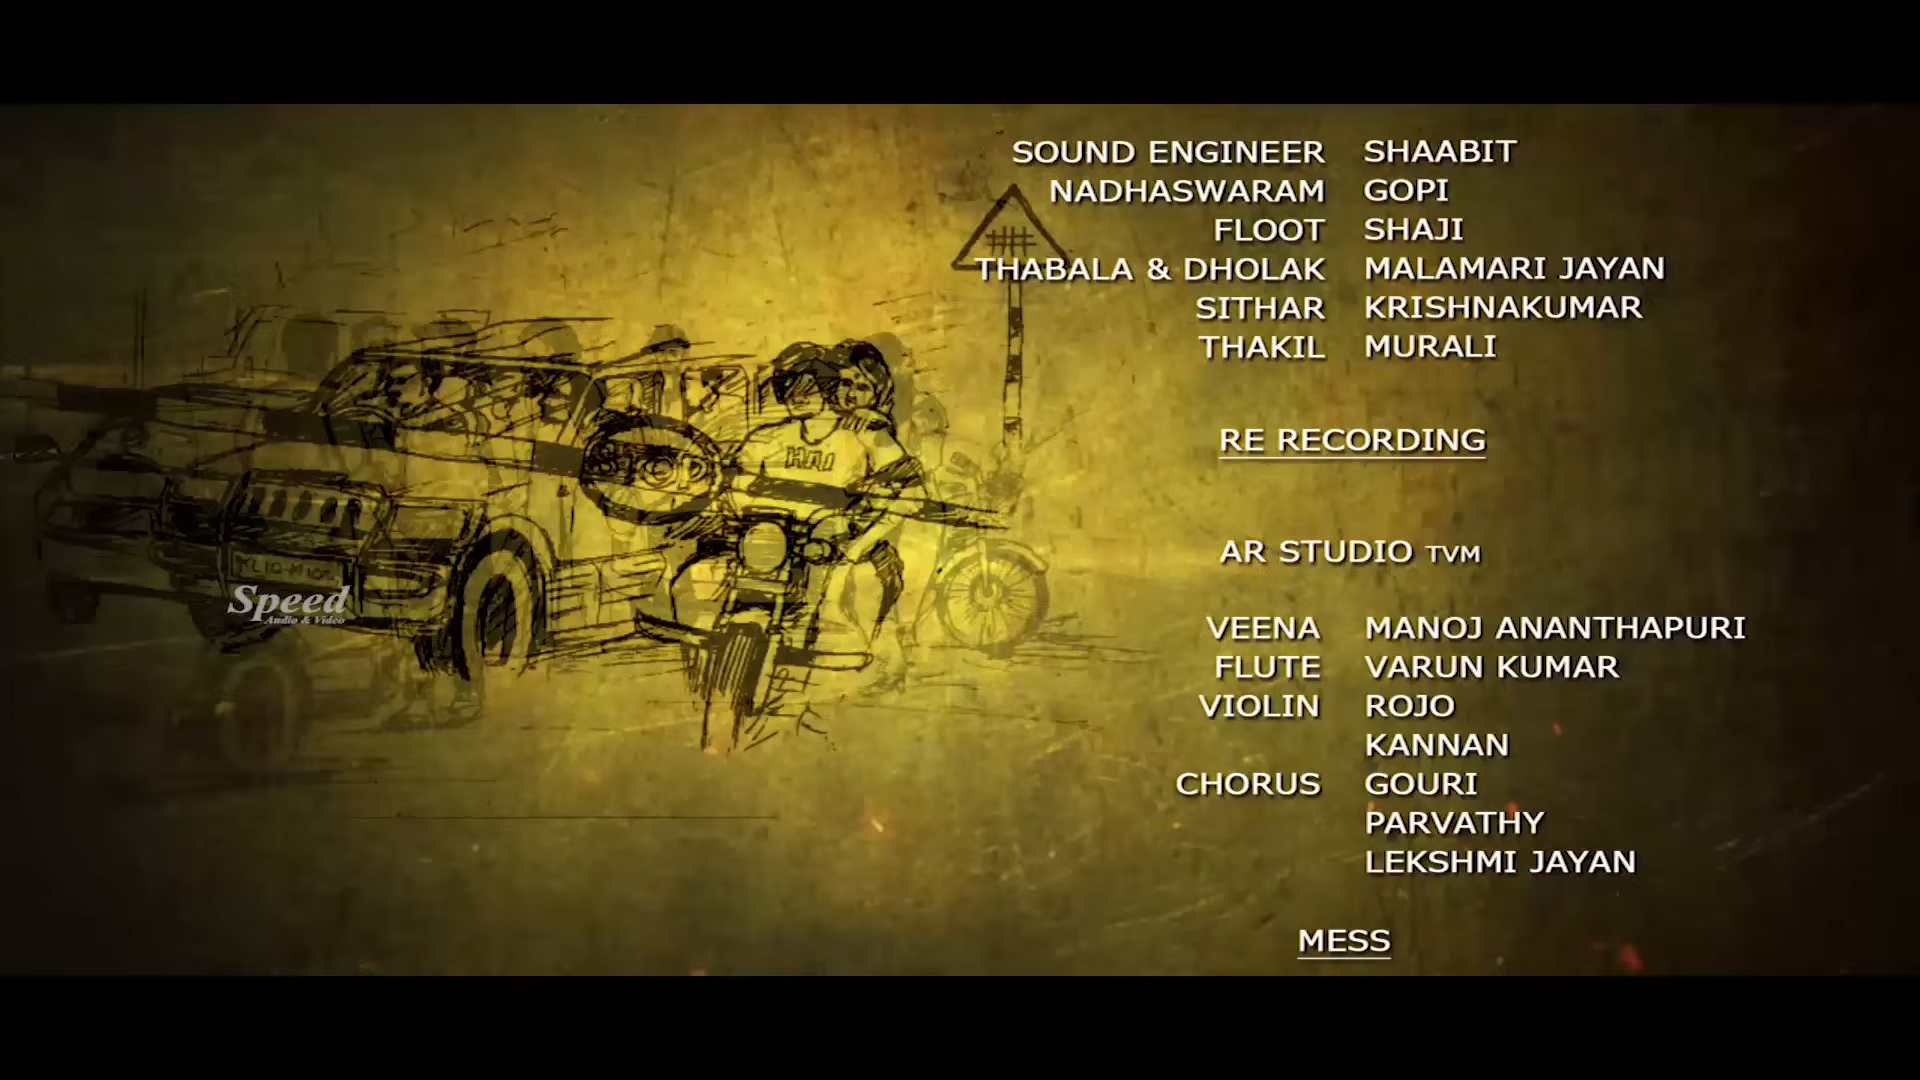 SOUND ENGINEER SHAABIT
NADHASWARAM GOPI
FLOOT SHAJI
THABALA & DHOLAK MALAMARI JAYAN
SITHAR KRISHNAKUMAR
THAKIL MURALI
RE RECORDING
AR STUDIO TVM
VEENA MANOJ ANANTHAPURI
FLUTE VARUN KUMAR
VIOLIN ROJO
KANNAN
CHORUS GOURI
PARVATHY
LEKSHMI JAYAN
MESS
Stop
Speed
Audio & Video